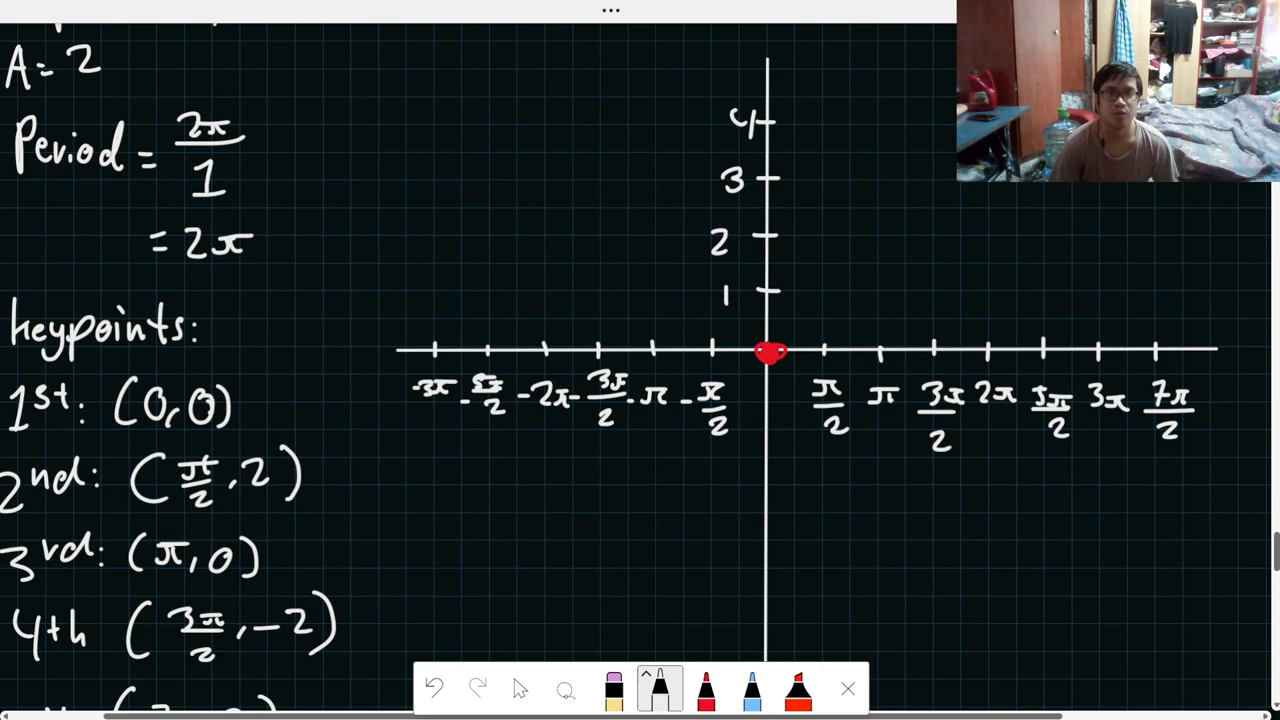 A = 2
Period = 2π/1
= 2π
keypoints:
1st: (0, 0)
2nd: (π/2, 2)
3rd: (π, 0)
4th (3π/2, -2)
4
3
2
1
-3π -5π/2 -2π -3π/2 -π -π/2 π/2 π 3π/2 2π 5π/2 3π 7π/2